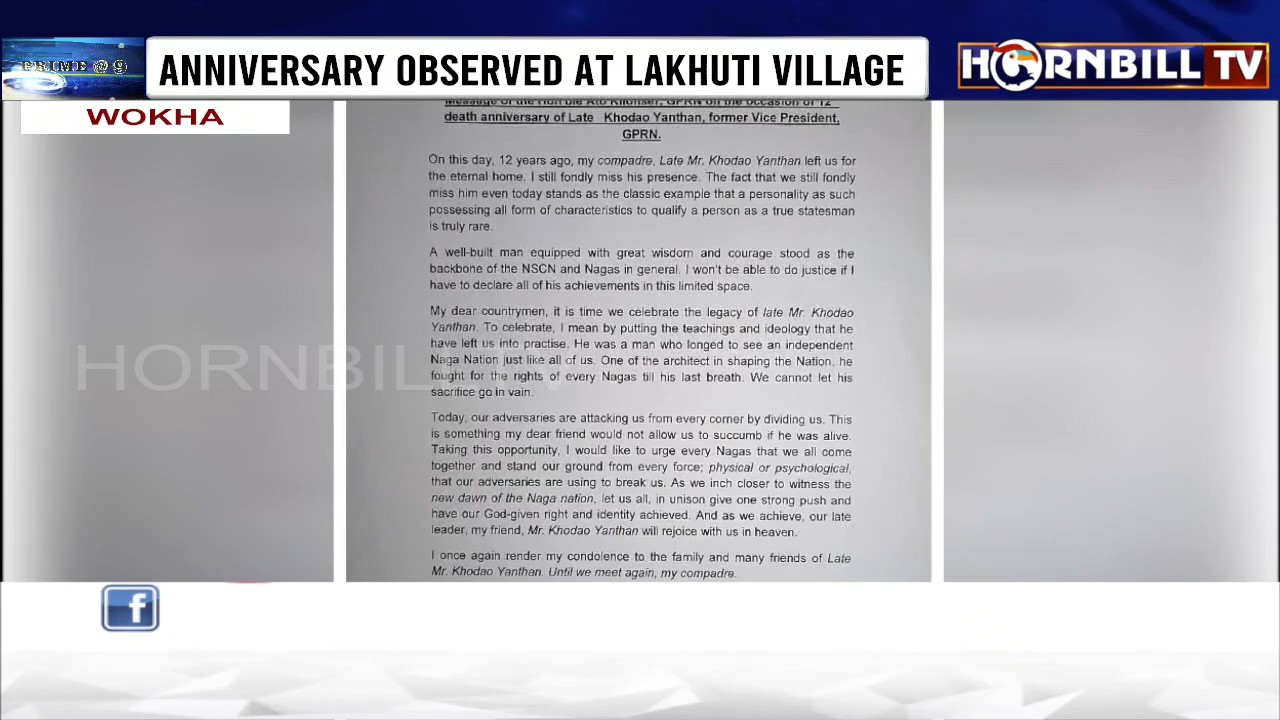 PRIME @ 9
ANNIVERSARY OBSERVED AT LAKHUTI VILLAGE
HORNBILL TV
WOKHA
Message of the Hon'ble Ato Kilonser, GPRN on the occasion of 12
death anniversary of Late Khodao Yanthan, former Vice President,
GPRN.
On this day, 12 years ago, my compadre, Late Mr. Khodao Yanthan left us for
the eternal home. I still fondly miss his presence. The fact that we still fondly
miss him even today stands as the classic example that a personality as such
possessing all form of characteristics to qualify a person as a true statesman
is truly rare.
A well-built man equipped with great wisdom and courage stood as the
backbone of the NSCN and Nagas in general. I won't be able to do justice if I
have to declare all of his achievements in this limited space.
My dear countrymen, it is time we celebrate the legacy of late Mr. Khodao
Yanthan. To celebrate, I mean by putting the teachings and ideology that he
have left us into practise. He was a man who longed to see an independent
Naga Nation just like all of us. One of the architect in shaping the Nation, he
fought for the rights of every Nagas till his last breath. We cannot let his
sacrifice go in vain.
Today, our adversaries are attacking us from every corner by dividing us. This
is something my dear friend would not allow us to succumb if he was alive.
Taking this opportunity, I would like to urge every Nagas that we all come
together and stand our ground from every force; physical or psychological,
that our adversaries are using to break us. As we inch closer to witness the
new dawn of the Naga nation, let us all, in unison give one strong push and
have our God-given right and identity achieved. And as we achieve, our late
leader, my friend, Mr. Khodao Yanthan will rejoice with us in heaven.
I once again render my condolence to the family and many friends of Late
Mr. Khodao Yanthan. Until we meet again, my compadre.
HORNBILL
f